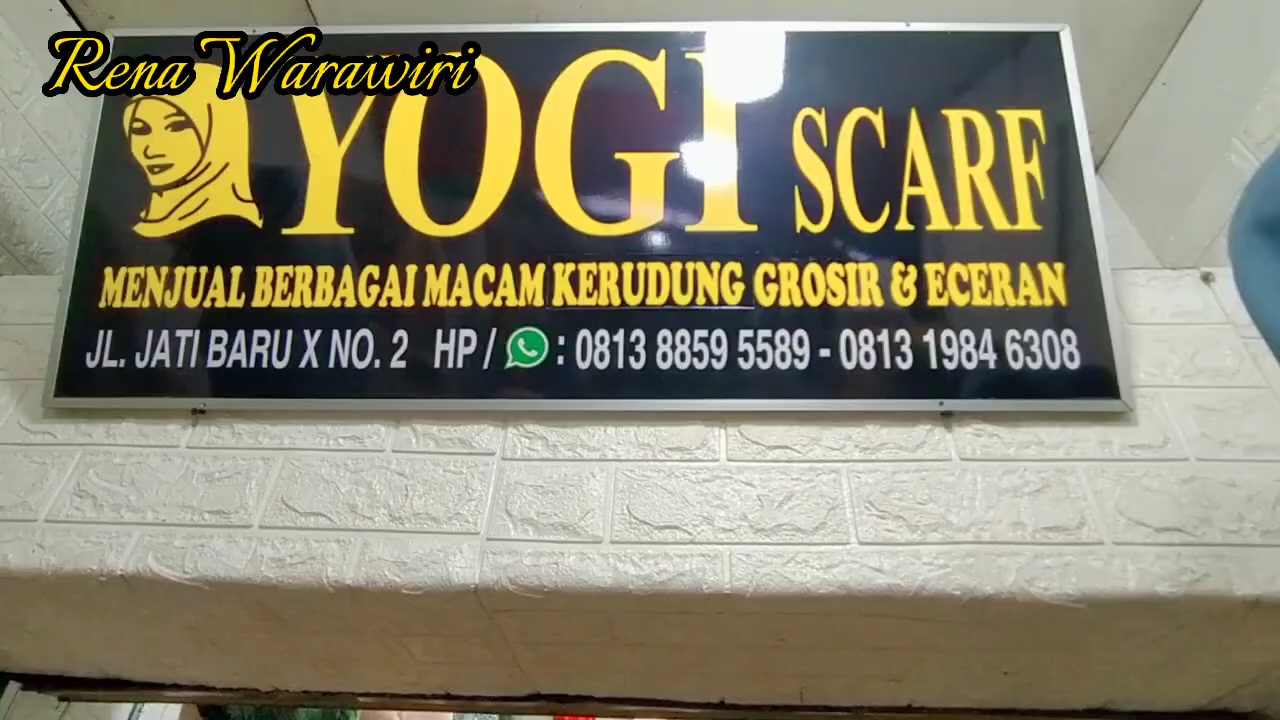 Rena Warawiri
YOGI SCARF
MENJUAL BERBAGAI MACAM KERUDUNG GROSIR & ECERAN
JL. JATI BARU X NO. 2 HP / : 0813 8859 5589 - 0813 1984 6308